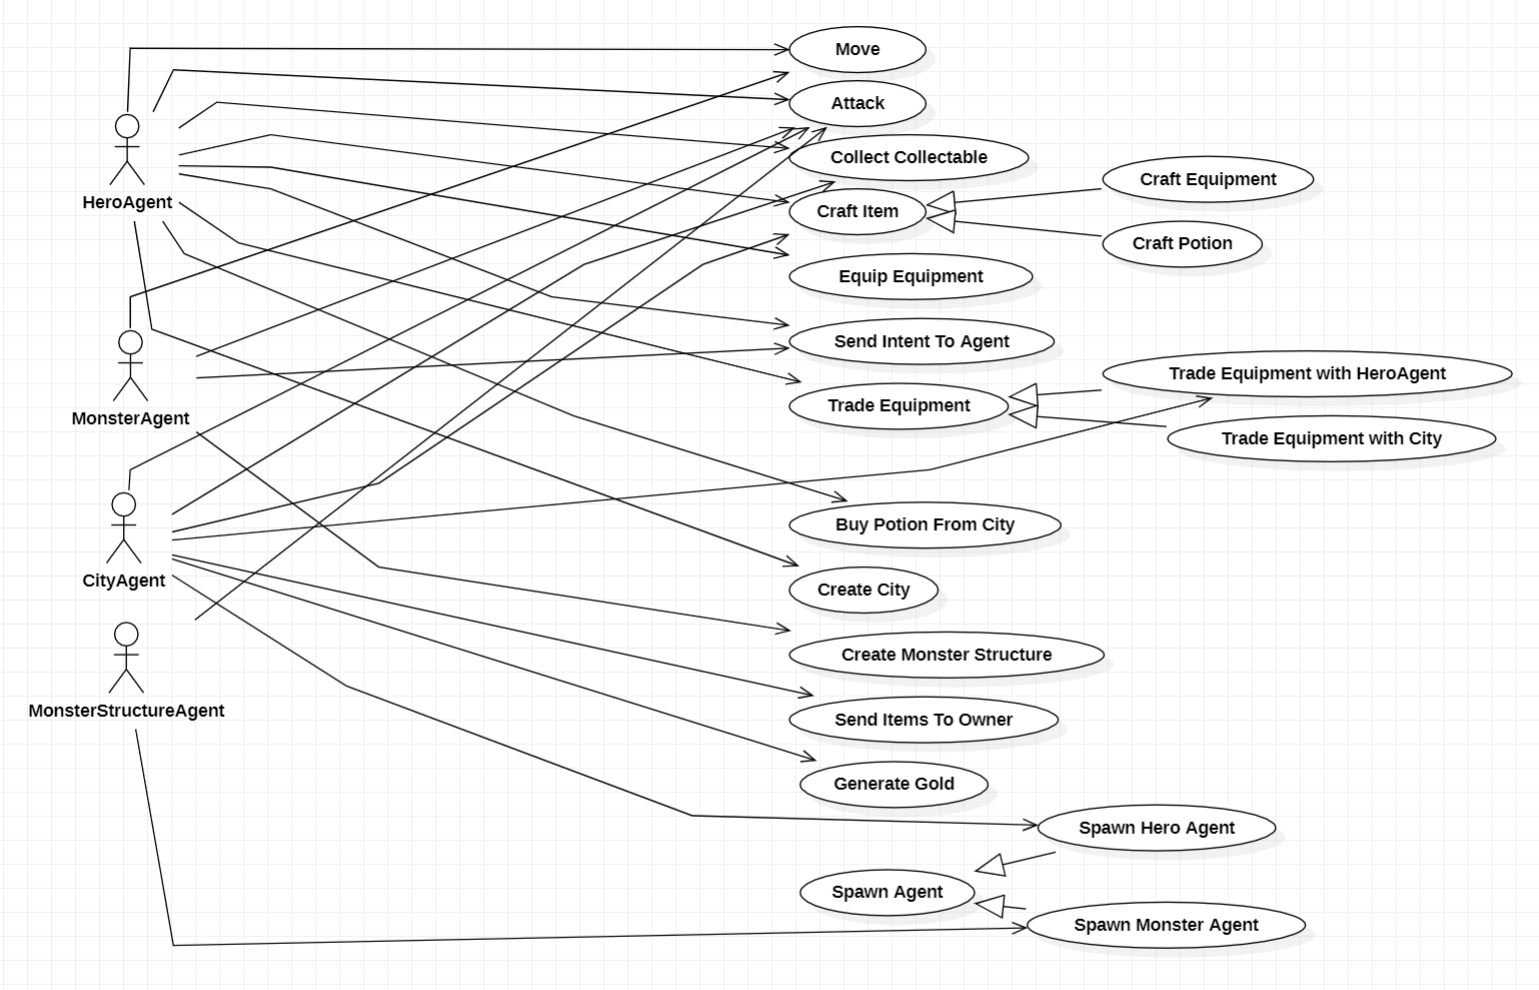 Move
Attack
Collect Collectable
Craft Equipment
HeroAgent
Craft Item
Craft Potion
Equip Equipment
Send Intent To Agent
Trade Equipment with HeroAgent
Trade Equipment
MonsterAgent
Trade Equipment with City
Buy Potion From City
CityAgent
Create City
Create Monster Structure
MonsterStructureAgent
Send Items To Owner
Generate Gold
Spawn Hero Agent
Spawn Agent
Spawn Monster Agent